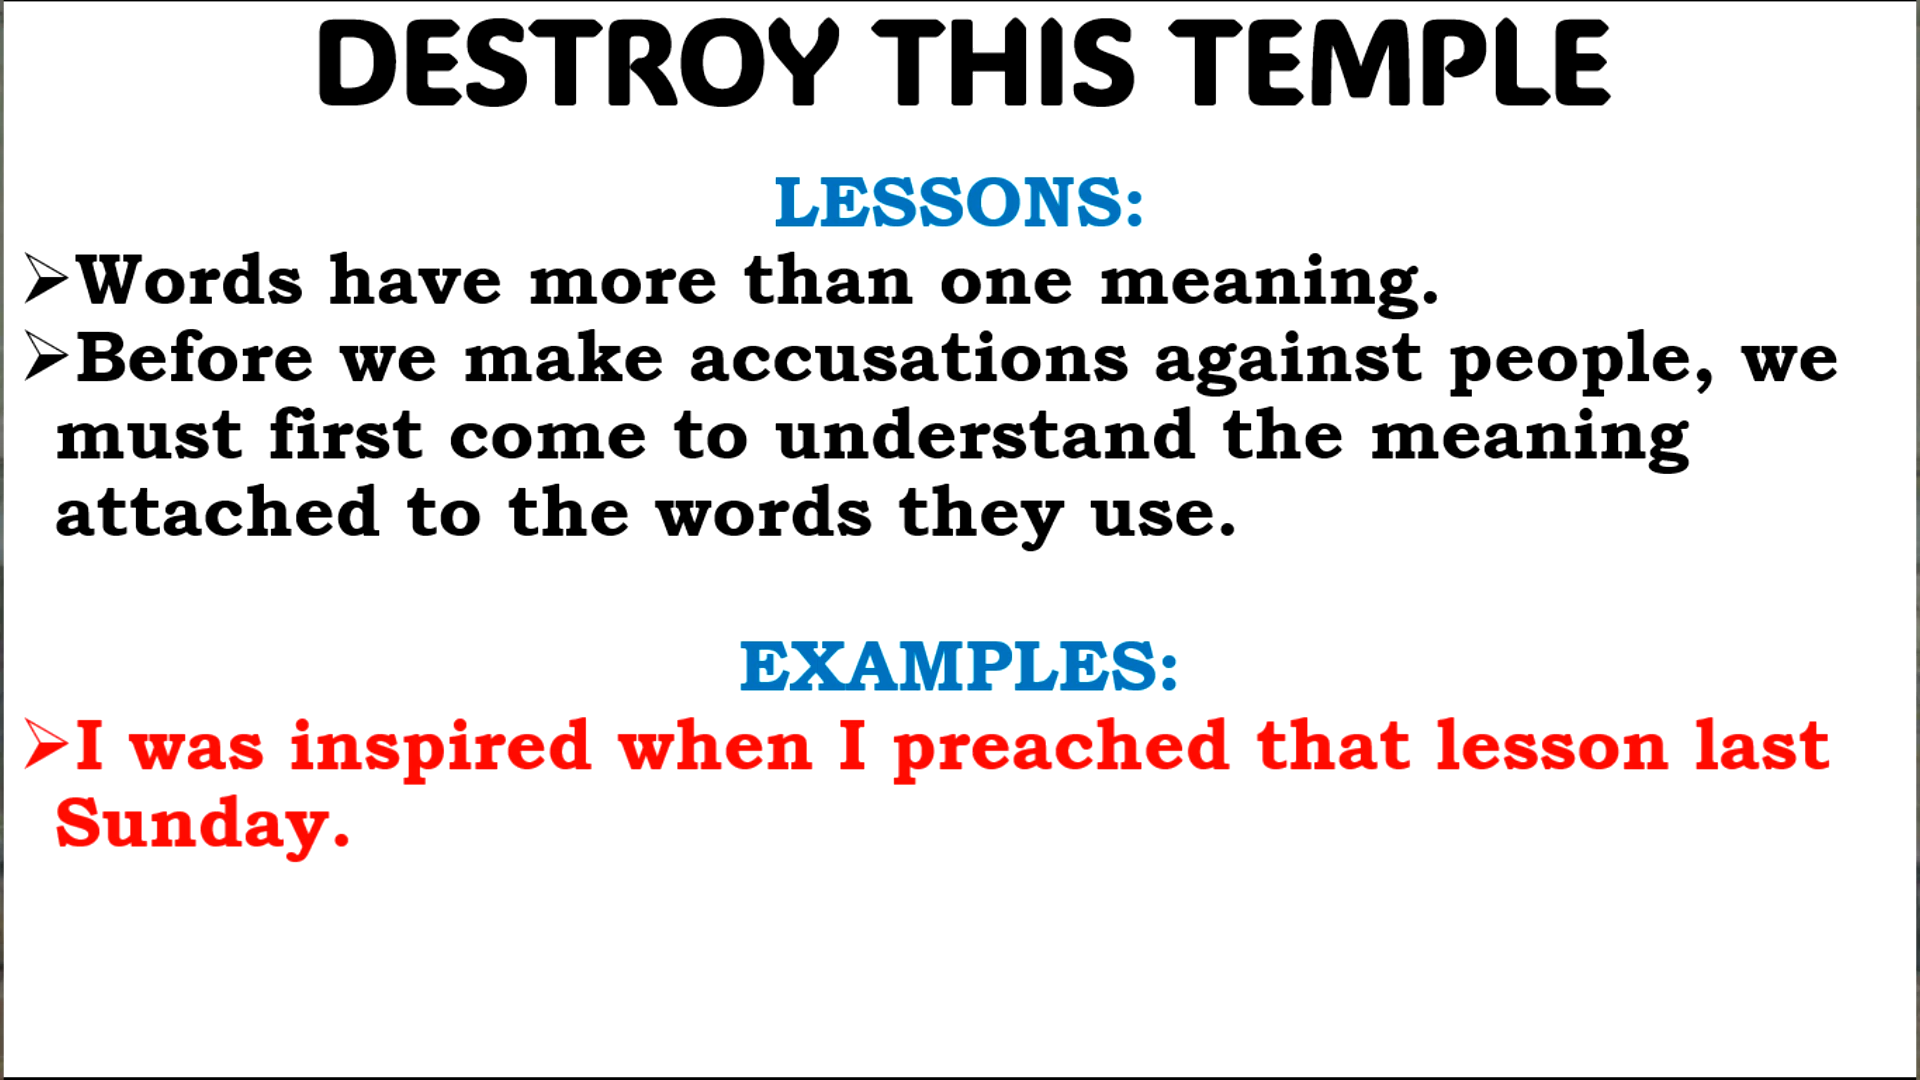 DESTROY THIS TEMPLE
LESSONS:
➢Words have more than one meaning.
➢Before we make accusations against people, we
must first come to understand the meaning
attached to the words they use.
EXAMPLES:
➢I was inspired when I preached that lesson last
Sunday.